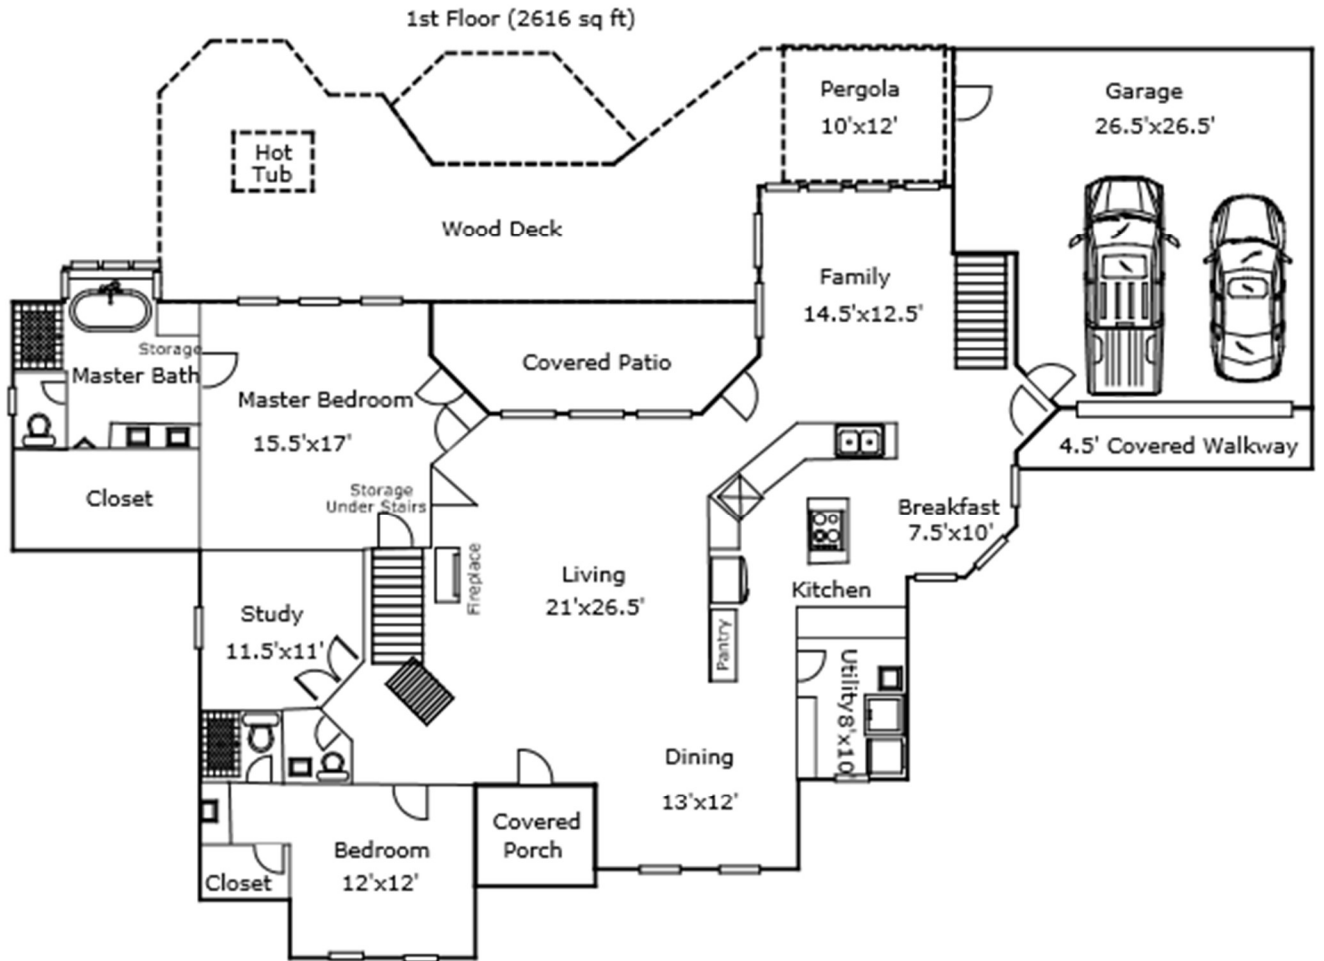 1st Floor (2616 sq ft)
Pergola
10'x12'
Garage
26.5'x26.5'
Hot
Tub
Wood Deck
Family
14.5'x12.5'
Storage
Master Bath
Covered Patio
Master Bedroom
15.5'x17'
4.5' Covered Walkway
Closet
Storage
Under Stairs
Breakfast
7.5'x10'
Fireplace
Living
21'x26.5'
Kitchen
Study
11.5'x11'
Pantry
Utility 8'x10'
Dining
13'x12'
Covered
Porch
Bedroom
12'x12'
Closet